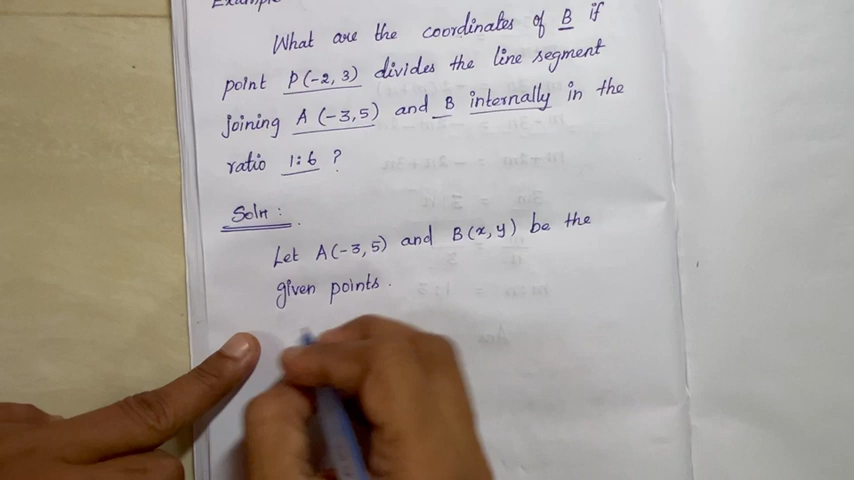 Example
What are the coordinates of B if
point P(-2, 3) divides the line segment
joining A (-3,5) and B internally in the
ratio 1:6 ?
Soln :
Let A(-3,5) and B(x,y) be the
given points.